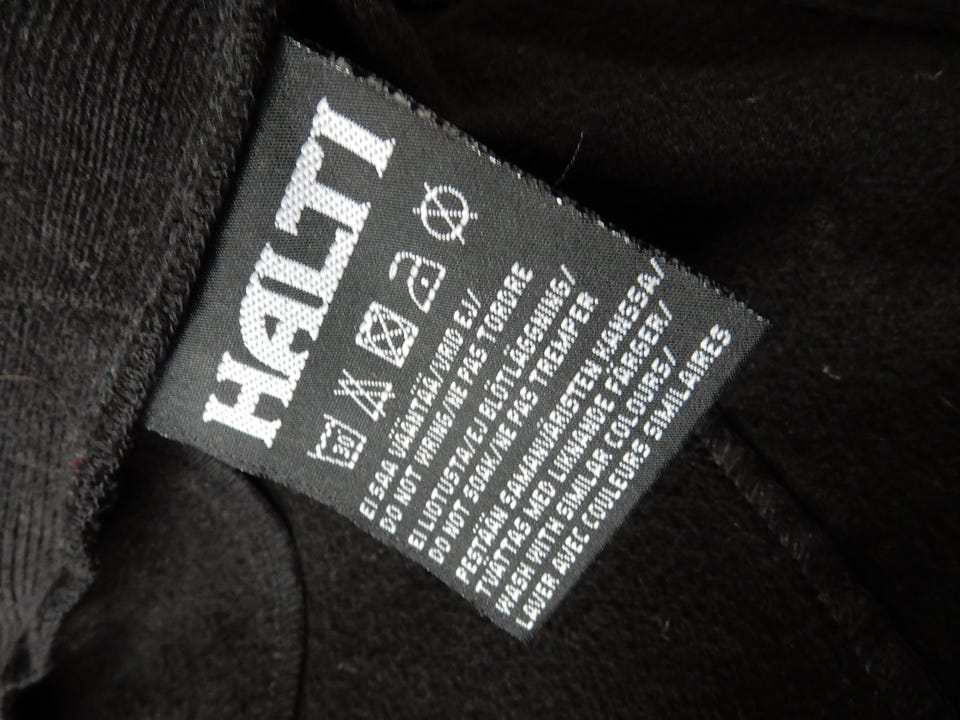 HALTI
EI SAA VÄÄNTÄÄ/VRID EJ/
DO NOT WRING/NE PAS TORDRE
EI LIOTUSTA/EJ BLÖTLÄGNING/
DO NOT SOAK/NE PAS TREMPER
PESTÄÄN SAMANVÄRISTEN KANSSA/
TVÄTTAS MED LIKNANDE FÄRGER/
WASH WITH SIMILAR COLOURS/
LAVER AVEC COULEURS SIMILAIRES